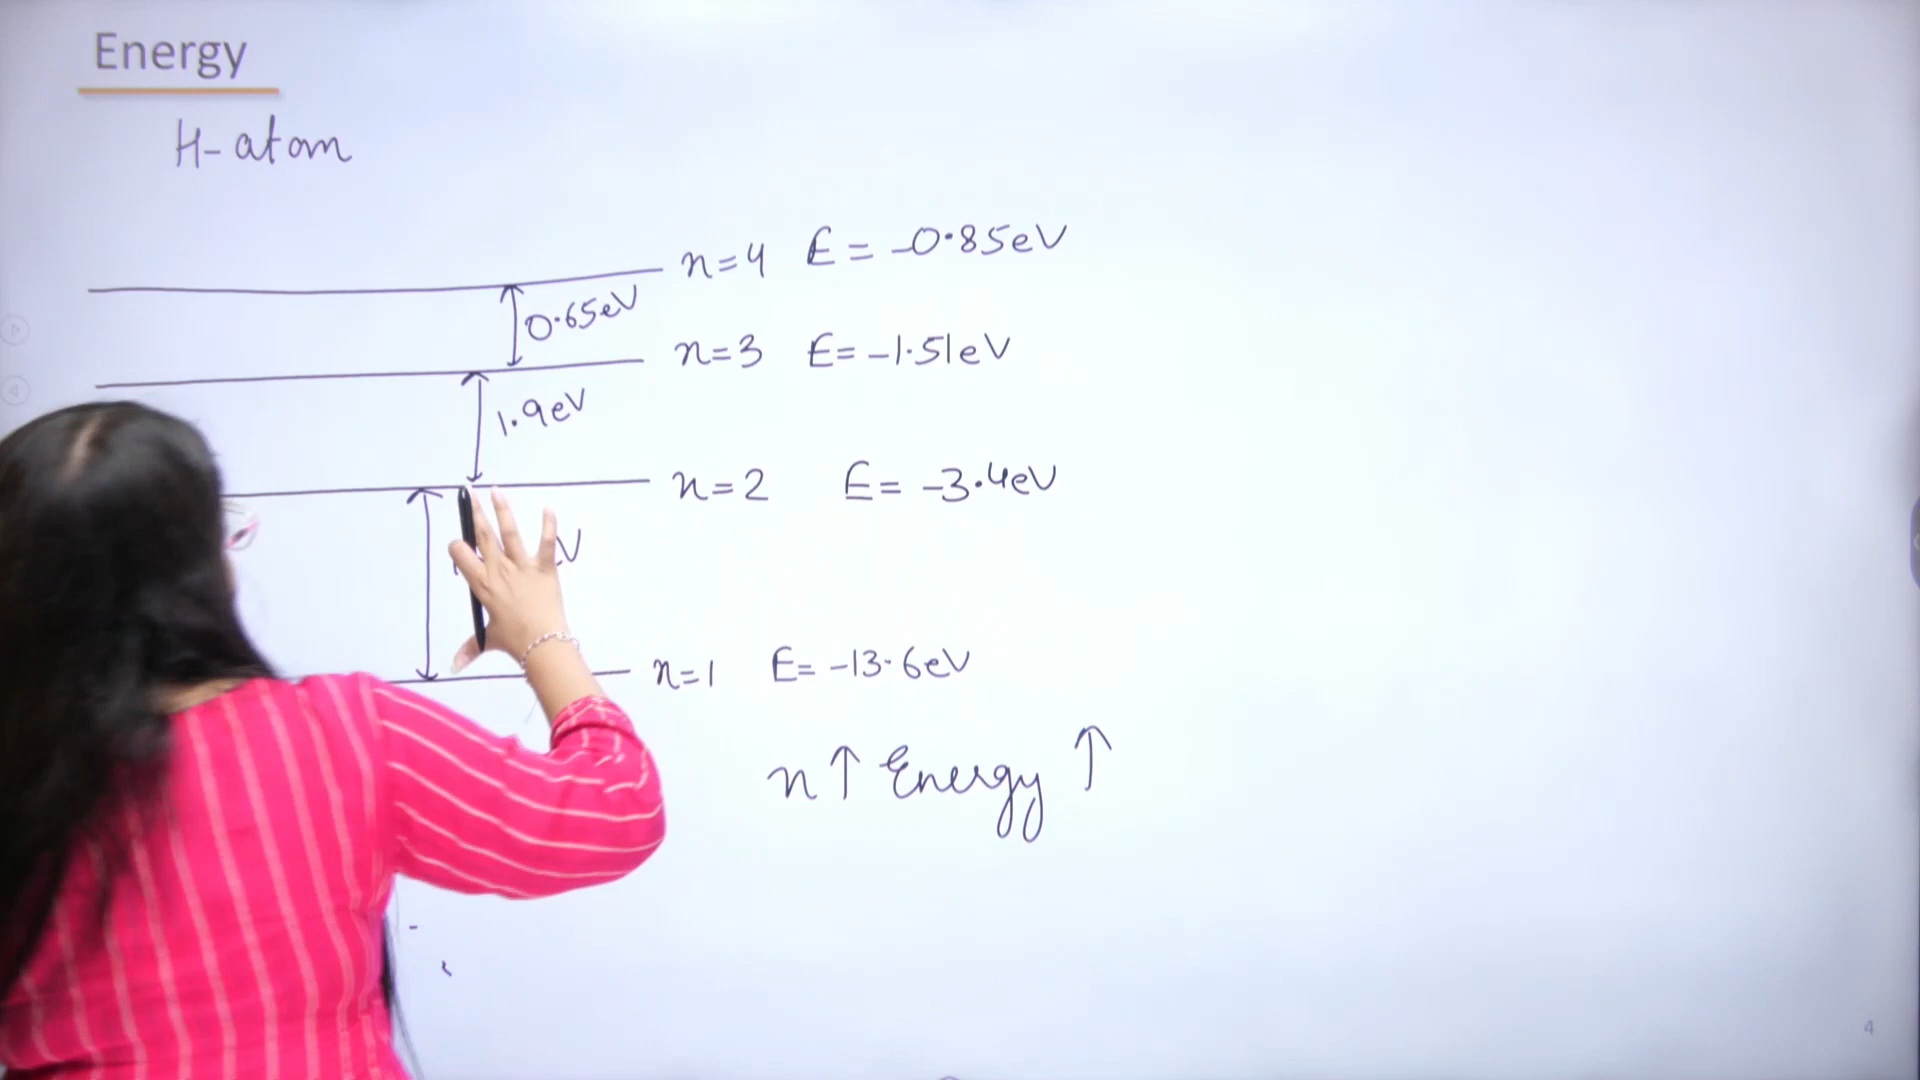 Energy
H-atom
n=4 E = -0.85eV
0.65eV
n=3 E= -1.51eV
1.9eV
n=2 E= -3.4eV
n=1 E= -13.6eV
n↑ Energy ↑
4